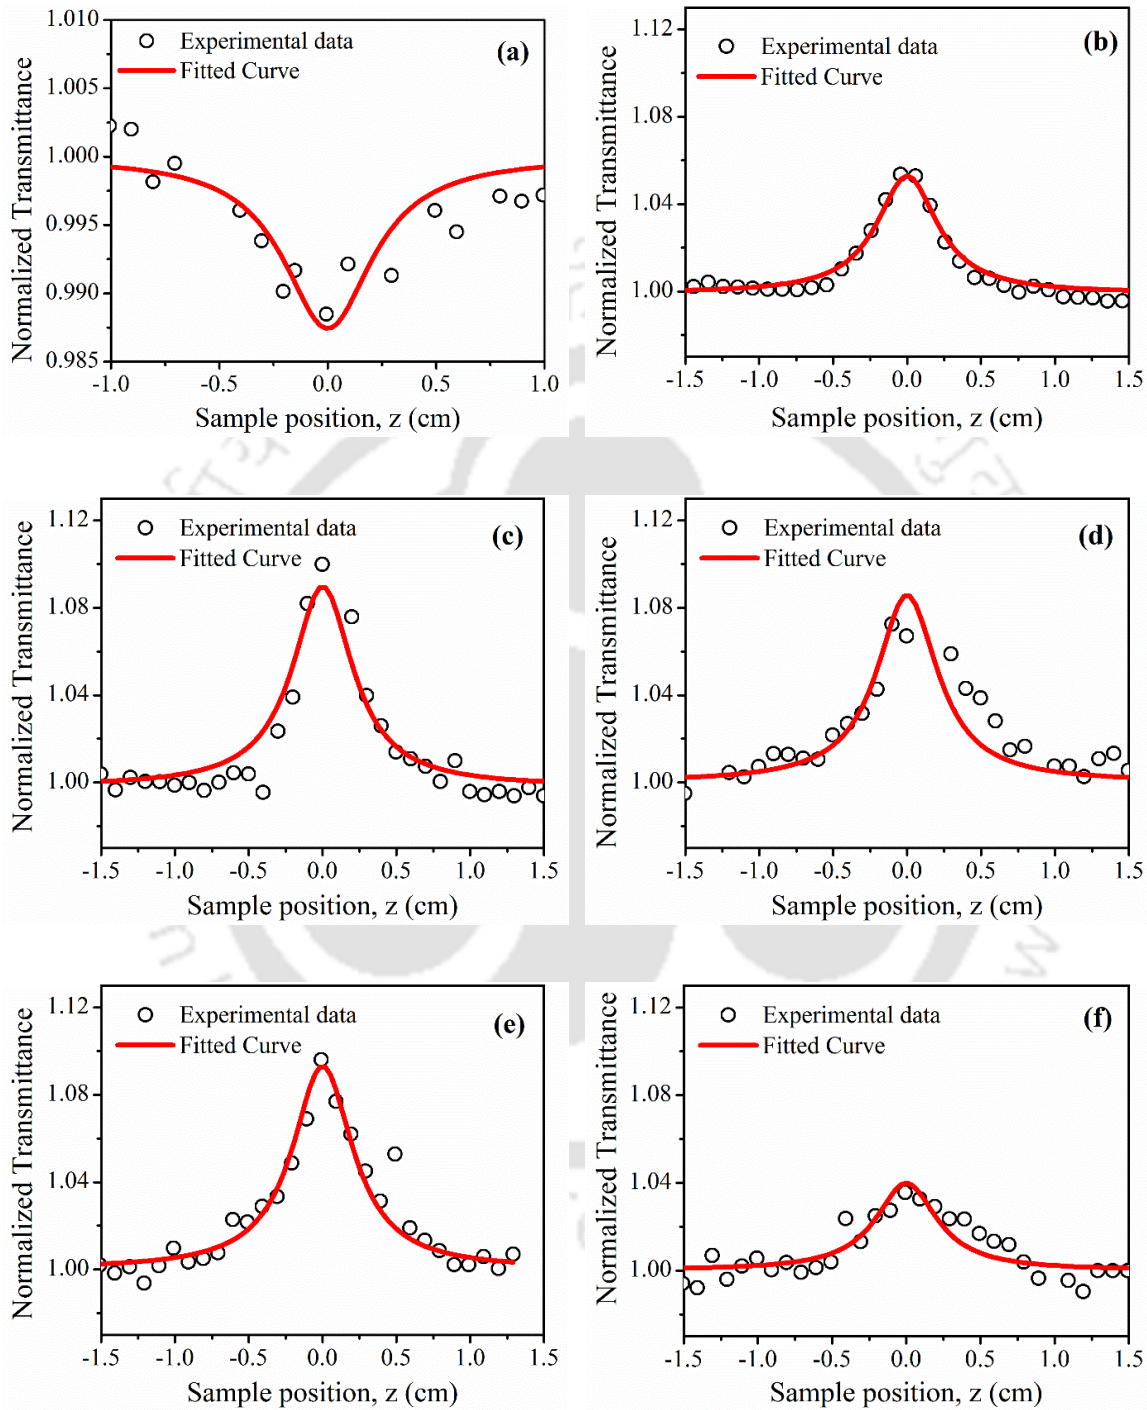 1.010
1.005
1.000
0.995
0.990
0.985
Normalized Transmittance
Experimental data
Fitted Curve
(a)
-1.0 -0.5 0.0 0.5 1.0
Sample position, z (cm)
1.12
1.08
1.04
1.00
Normalized Transmittance
Experimental data
Fitted Curve
(b)
-1.5 -1.0 -0.5 0.0 0.5 1.0 1.5
Sample position, z (cm)
1.12
1.08
1.04
1.00
Normalized Transmittance
Experimental data
Fitted Curve
(c)
-1.5 -1.0 -0.5 0.0 0.5 1.0 1.5
Sample position, z (cm)
1.12
1.08
1.04
1.00
Normalized Transmittance
Experimental data
Fitted Curve
(d)
-1.5 -1.0 -0.5 0.0 0.5 1.0 1.5
Sample position, z (cm)
1.12
1.08
1.04
1.00
Normalized Transmittance
Experimental data
Fitted Curve
(e)
-1.5 -1.0 -0.5 0.0 0.5 1.0 1.5
Sample position, z (cm)
1.12
1.08
1.04
1.00
Normalized Transmittance
Experimental data
Fitted Curve
(f)
-1.5 -1.0 -0.5 0.0 0.5 1.0 1.5
Sample position, z (cm)